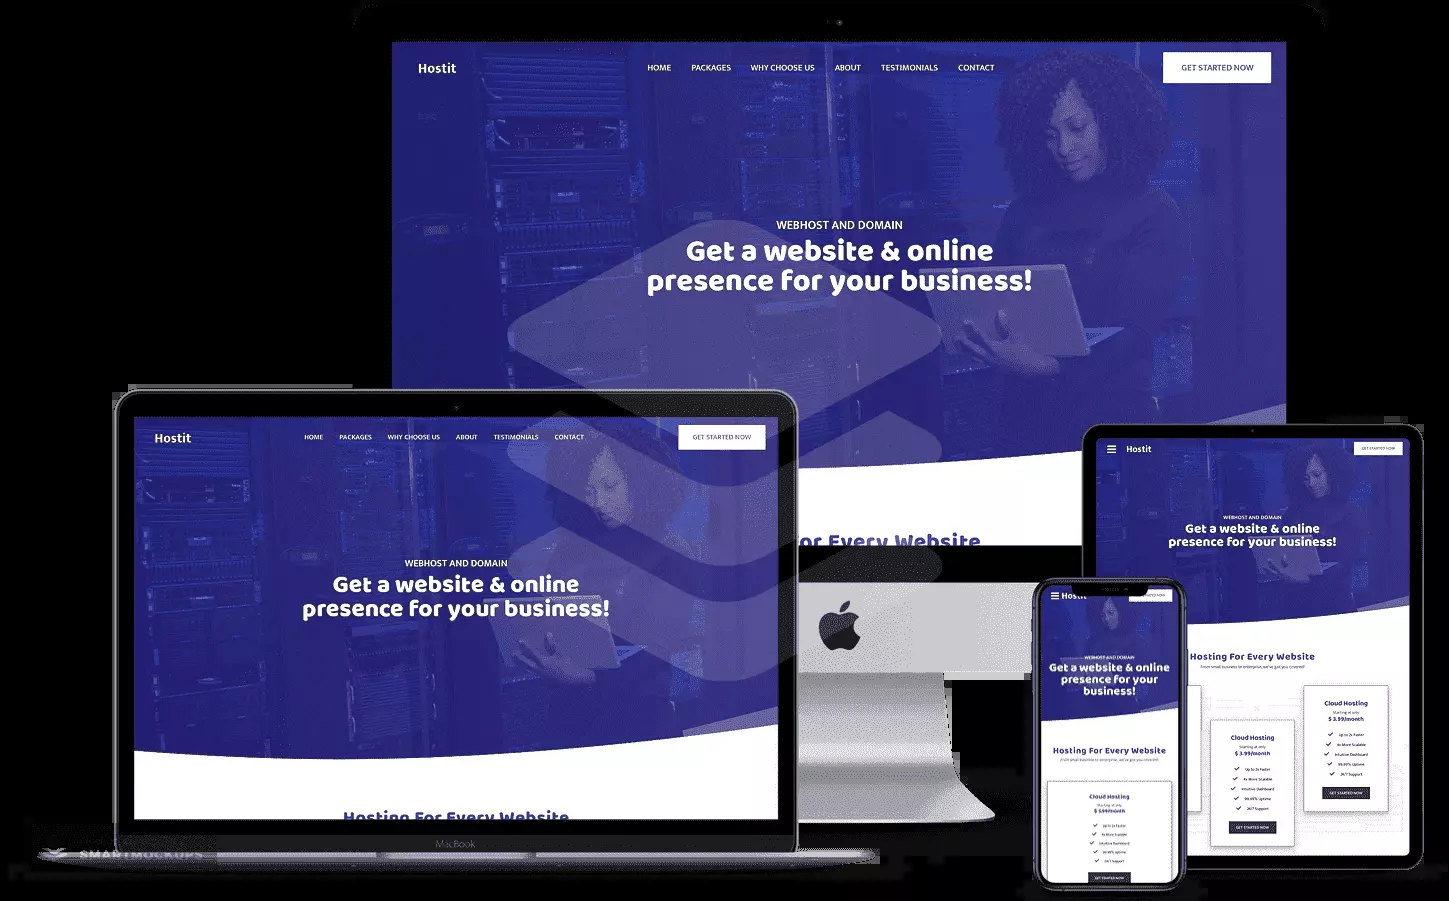 Hostit
HOME PACKAGES WHY CHOOSE US ABOUT TESTIMONIALS CONTACT
GET STARTED NOW
WEBHOST AND DOMAIN
Get a website & online
presence for your business!
or Every Website
Hostit
HOME PACKAGES WHY CHOOSE US ABOUT TESTIMONIALS CONTACT
GET STARTED NOW
WEBHOST AND DOMAIN
Get a website & online
presence for your business!
Hosting For Every Website
MacBook
SMARTMOCKUPS
Hostit
GET STARTED NOW
WEBHOST AND DOMAIN
Get a website & online
presence for your business!
Hosting For Every Website
From small business to enterprise, we've got you covered!
Cloud Hosting
Starting at only
$ 3.99/month
Up to 2x Faster
4x More Scalable
Intuitive Dashboard
99.99% Uptime
24/7 Support
GET STARTED NOW
Cloud Hosting
Starting at only
$ 3.99/month
Up to 2x Faster
4x More Scalable
Intuitive Dashboard
99.99% Uptime
24/7 Support
GET STARTED NOW
Hostit
WEBHOST AND DOMAIN
Get a website & online
presence for your
business!
Hosting For Every Website
From small business to enterprise, we've got you covered!
Cloud Hosting
Starting at only
$ 3.99/month
Up to 2x Faster
4x More Scalable
Intuitive Dashboard
99.99% Uptime
24/7 Support
GET STARTED NOW